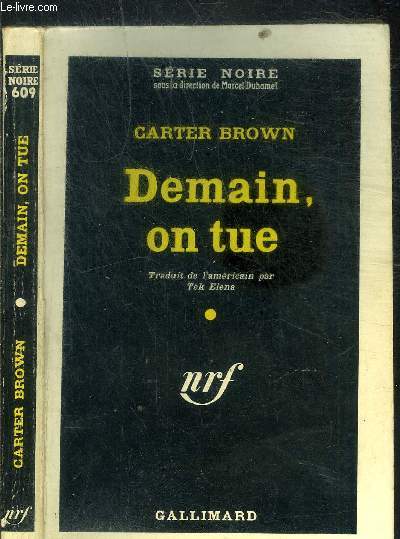 Le-Livre.com
SÉRIE NOIRE
sous la direction de Marcel Duhamel
CARTER BROWN
Demain,
on tue
Traduit de l'américain par
Tek Elens
nrf
GALLIMARD
SÉRIE
NOIRE
609
DEMAIN, ON TUE
CARTER BROWN
nrf